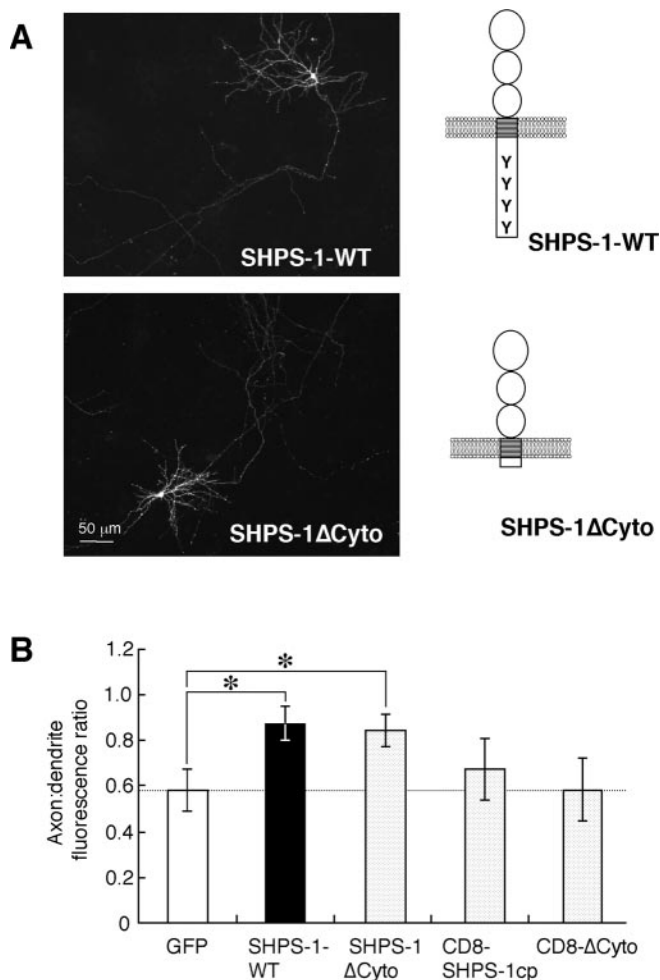 A
SHPS-1-WT
Y
Y
Y
Y
SHPS-1-WT
50 μm
SHPS-1ΔCyto
SHPS-1ΔCyto
B
Axon:dendrite
fluorescence ratio
1.2
1.0
0.8
0.6
0.4
0.2
0
*
*
GFP
SHPS-1-
WT
SHPS-1
ΔCyto
CD8-
SHPS-1cp
CD8-ΔCyto